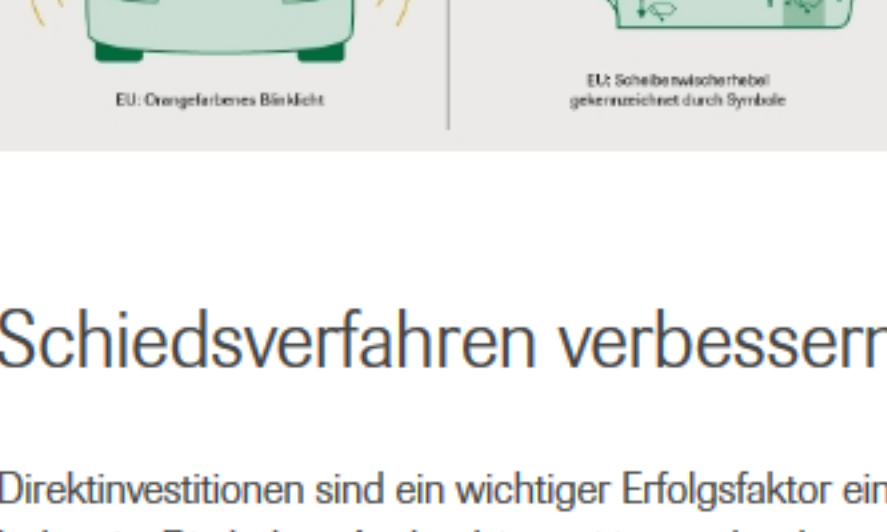 EU: Orangefarbenes Blinklicht
EU: Scheibenwischerhebel
gekennzeichnet durch Symbole
Schiedsverfahren verbessern
Direktinvestitionen sind ein wichtiger Erfolgsfaktor ein